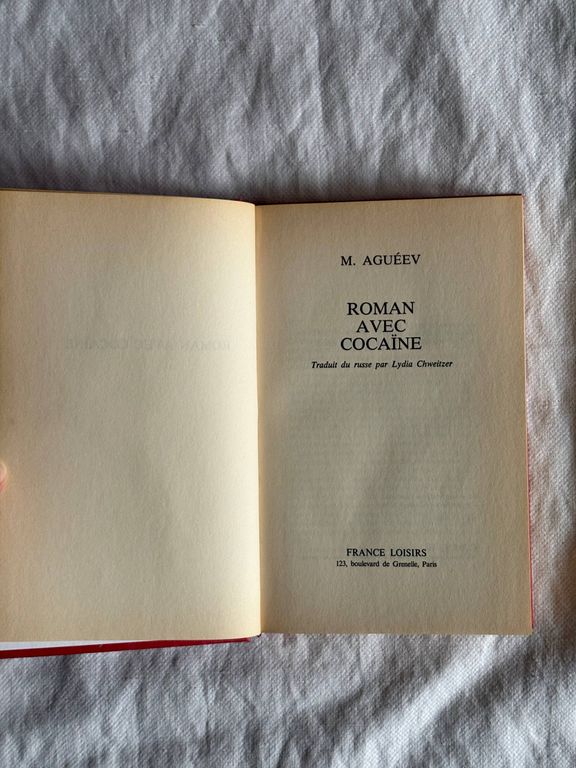 M. AGUÉEV
ROMAN
AVEC
COCAÏNE
Traduit du russe par Lydia Chweitzer
FRANCE LOISIRS
123, boulevard de Grenelle, Paris